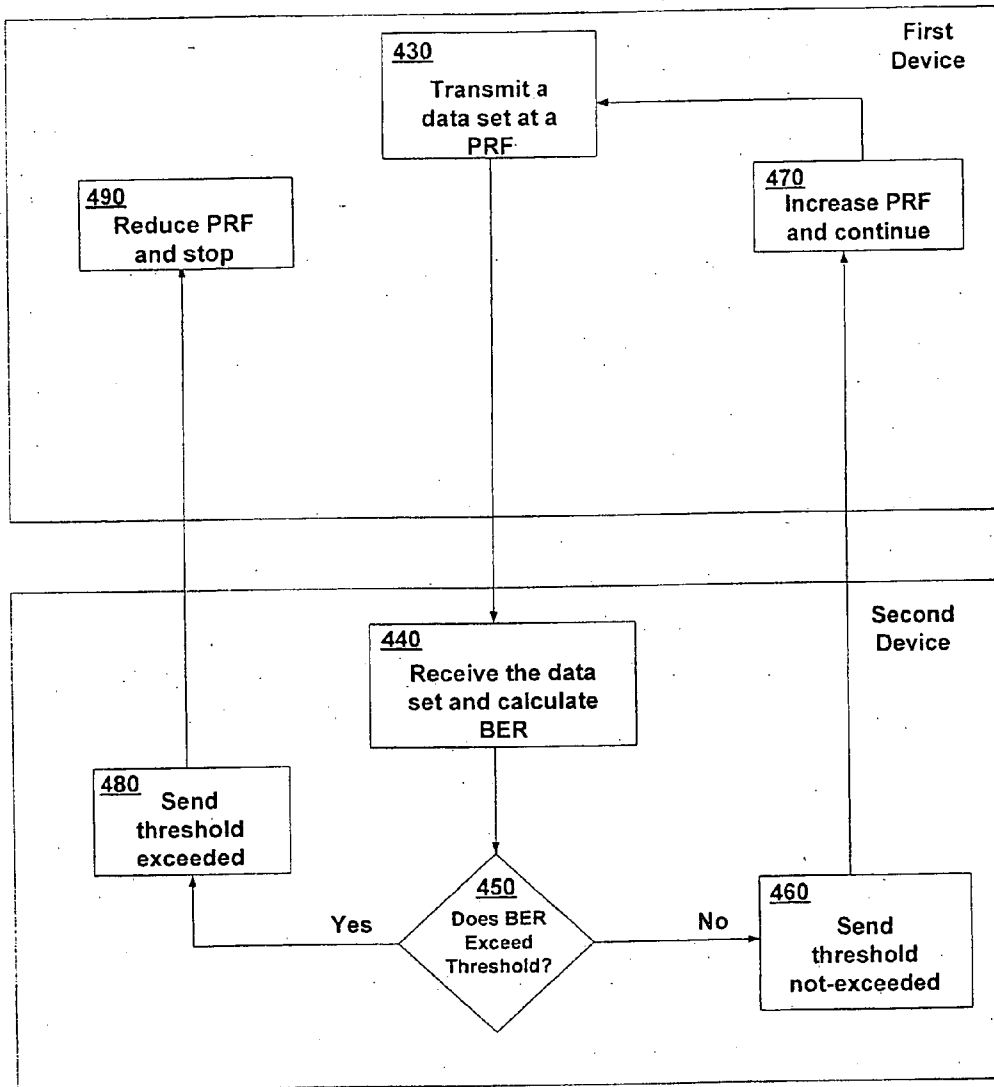 First
Device
430
Transmit a
data set at a
PRF
490
Reduce PRF
and stop
470
Increase PRF
and continue
Second
Device
440
Receive the data
set and calculate
BER
480
Send
threshold
exceeded
450
Does BER
Exceed
Threshold?
Yes
No
460
Send
threshold
not-exceeded